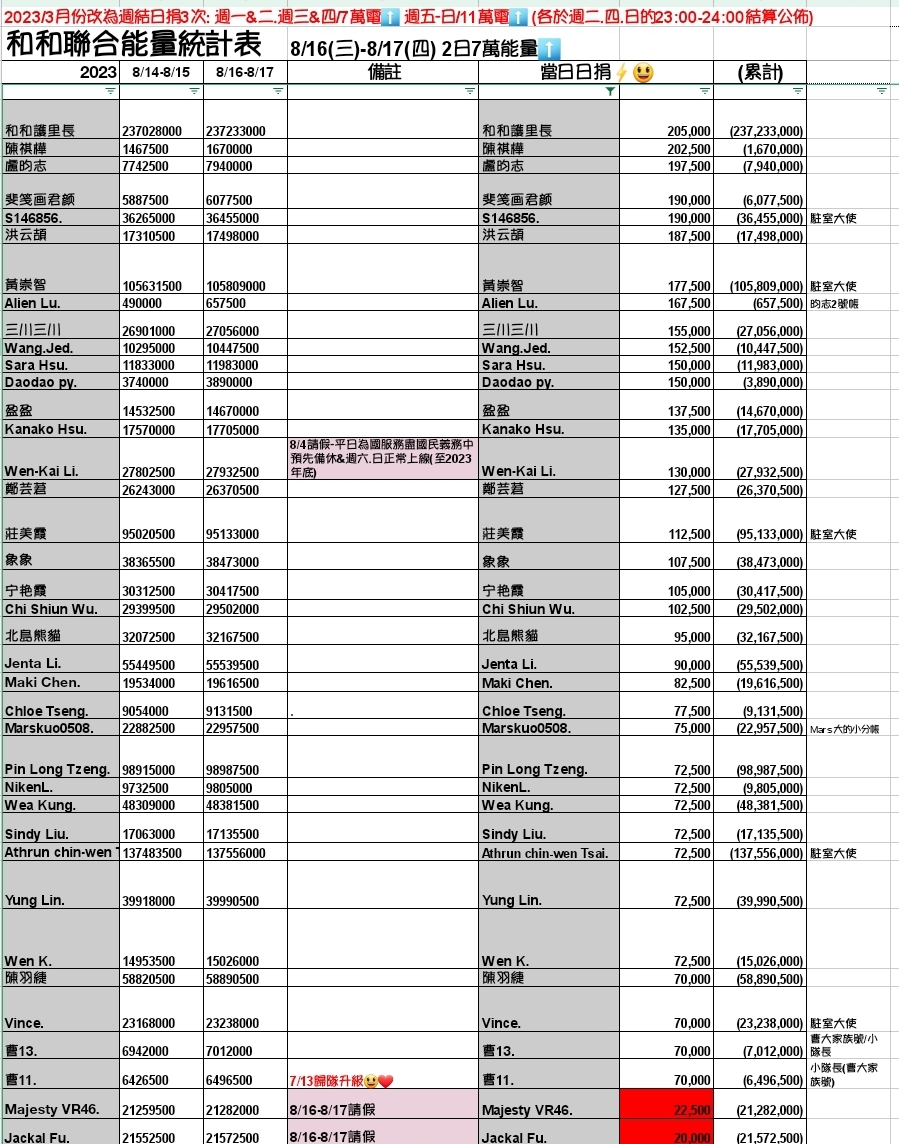 2023/3月份改為週結日捐3次: 週一&二.週三&四/7萬電⬆️ 週五-日/11萬電⬆️ (各於週二.四.日的23:00-24:00結算公佈)
和和聯合能量統計表 8/16(三)-8/17(四) 2日7萬能量⬆️
2023 8/14-8/15 8/16-8/17 備註 當日日捐⚡😃 (累計)
和和護里長 237028000 237233000 和和護里長 205,000 (237,233,000)
陳祺樺 1467500 1670000 陳祺樺 202,500 (1,670,000)
盧昀志 7742500 7940000 盧昀志 197,500 (7,940,000)
斐笺画君颜 5887500 6077500 斐笺画君颜 190,000 (6,077,500)
S146856. 36265000 36455000 S146856. 190,000 (36,455,000) 駐室大使
洪云頡 17310500 17498000 洪云頡 187,500 (17,498,000)
黃崇智 105631500 105809000 黃崇智 177,500 (105,809,000) 駐室大使
Alien Lu. 490000 657500 Alien Lu. 167,500 (657,500) 昀志2號帳
三川三川 26901000 27056000 三川三川 155,000 (27,056,000)
Wang.Jed. 10295000 10447500 Wang.Jed. 152,500 (10,447,500)
Sara Hsu. 11833000 11983000 Sara Hsu. 150,000 (11,983,000)
Daodao py. 3740000 3890000 Daodao py. 150,000 (3,890,000)
盈盈 14532500 14670000 盈盈 137,500 (14,670,000)
Kanako Hsu. 17570000 17705000 Kanako Hsu. 135,000 (17,705,000)
8/4請假-平日為國服務盡國民義務中
預先備休&週六.日正常上線(至2023
Wen-Kai Li. 27802500 27932500 年底) Wen-Kai Li. 130,000 (27,932,500)
鄭芸莙 26243000 26370500 鄭芸莙 127,500 (26,370,500)
莊美霞 95020500 95133000 莊美霞 112,500 (95,133,000) 駐室大使
象象 38365500 38473000 象象 107,500 (38,473,000)
宁艳霞 30312500 30417500 宁艳霞 105,000 (30,417,500)
Chi Shiun Wu. 29399500 29502000 Chi Shiun Wu. 102,500 (29,502,000)
北島熊貓 32072500 32167500 北島熊貓 95,000 (32,167,500)
Jenta Li. 55449500 55539500 Jenta Li. 90,000 (55,539,500)
Maki Chen. 19534000 19616500 Maki Chen. 82,500 (19,616,500)
Chloe Tseng. 9054000 9131500 . Chloe Tseng. 77,500 (9,131,500)
Marskuo0508. 22882500 22957500 Marskuo0508. 75,000 (22,957,500) Mars大的小分帳
Pin Long Tzeng. 98915000 98987500 Pin Long Tzeng. 72,500 (98,987,500)
NikenL. 9732500 9805000 NikenL. 72,500 (9,805,000)
Wea Kung. 48309000 48381500 Wea Kung. 72,500 (48,381,500)
Sindy Liu. 17063000 17135500 Sindy Liu. 72,500 (17,135,500)
Athrun chin-wen 137483500 137556000 Athrun chin-wen Tsai. 72,500 (137,556,000) 駐室大使
Yung Lin. 39918000 39990500 Yung Lin. 72,500 (39,990,500)
Wen K. 14953500 15026000 Wen K. 72,500 (15,026,000)
陳羽緁 58820500 58890500 陳羽緁 70,000 (58,890,500)
Vince. 23168000 23238000 Vince. 70,000 (23,238,000) 駐室大使
曹13. 6942000 7012000 曹13. 70,000 (7,012,000) 曹大家族號/小
隊長
曹11. 6426500 6496500 7/13歸隊升級😃❤️ 曹11. 70,000 (6,496,500) 小隊長(曹大家
族號)
Majesty VR46. 21259500 21282000 8/16-8/17請假 Majesty VR46. 22,500 (21,282,000)
Jackal Fu. 21552500 21572500 8/16-8/17請假 Jackal Fu. 20,000 (21,572,500)